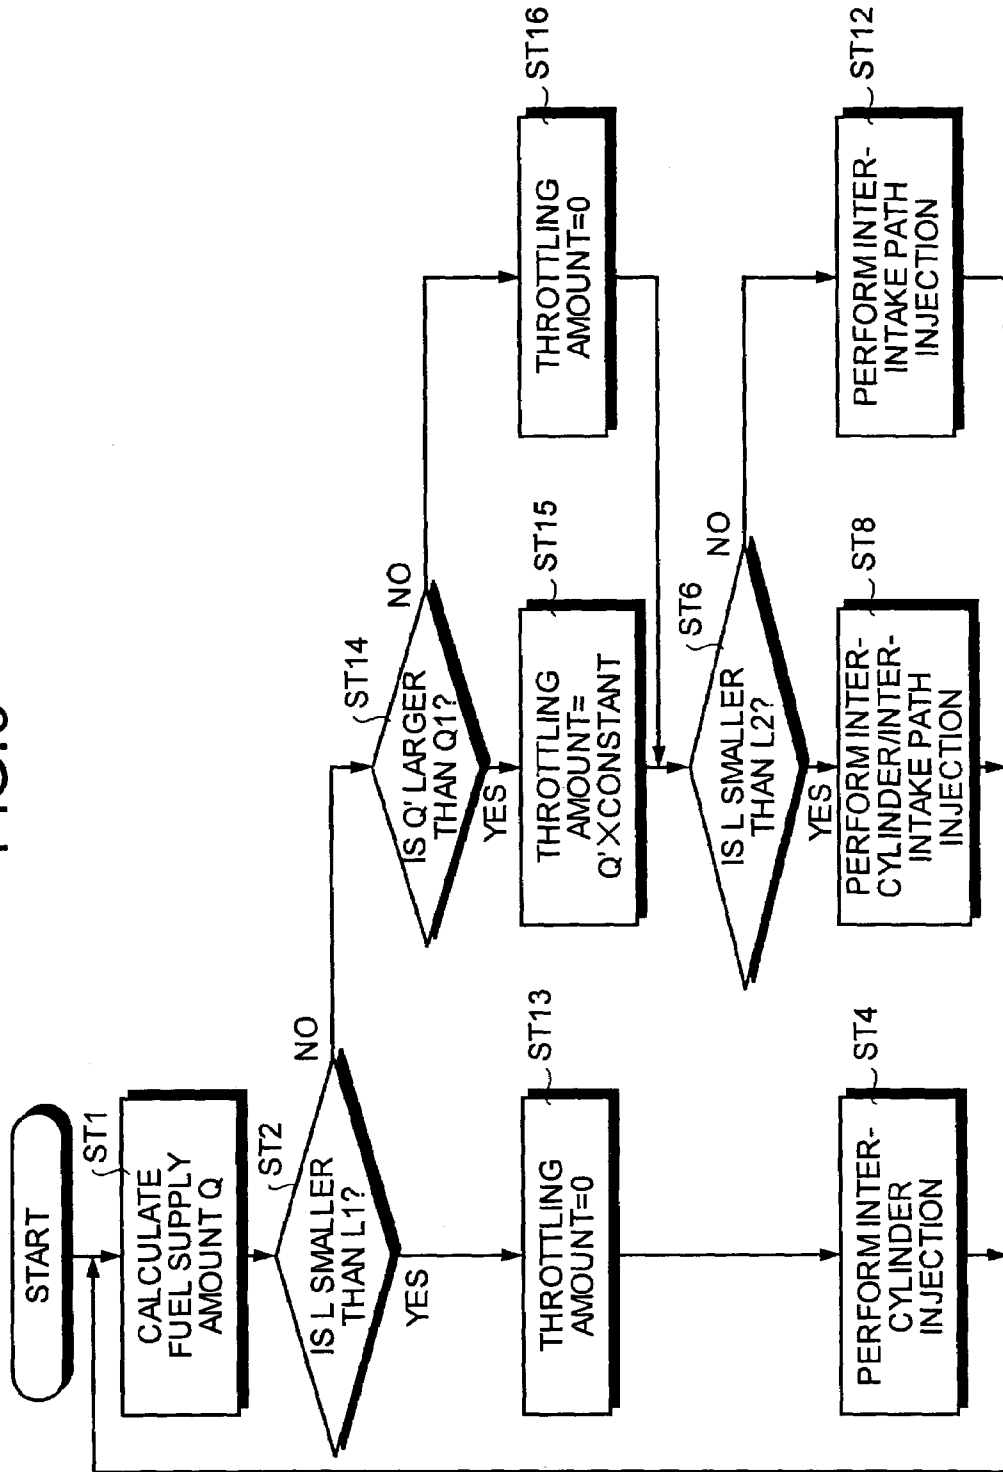 START
ST1
CALCULATE
FUEL SUPPLY
AMOUNT Q
ST2
IS L SMALLER
THAN L1?
NO
YES
ST14
IS Q' LARGER
THAN Q1?
NO
YES
ST13
THROTTLING
AMOUNT=0
ST15
THROTTLING
AMOUNT=
Q'XCONSTANT
ST16
THROTTLING
AMOUNT=0
ST6
IS L SMALLER
THAN L2?
NO
YES
ST4
PERFORM INTER-
CYLINDER
INJECTION
ST8
PERFORM INTER-
CYLINDER/INTER-
INTAKE PATH
INJECTION
ST12
PERFORM INTER-
INTAKE PATH
INJECTION